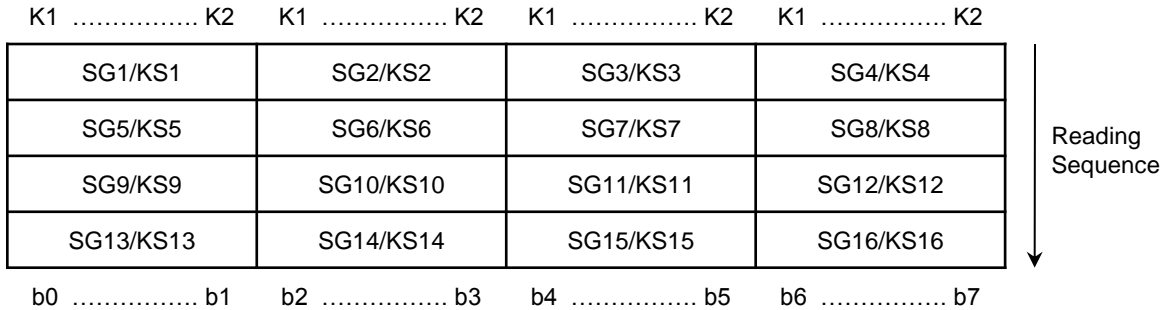 K1 ................ K2 K1 ................ K2 K1 ................ K2 K1 ................ K2
SG1/KS1 SG2/KS2 SG3/KS3 SG4/KS4
SG5/KS5 SG6/KS6 SG7/KS7 SG8/KS8
SG9/KS9 SG10/KS10 SG11/KS11 SG12/KS12
SG13/KS13 SG14/KS14 SG15/KS15 SG16/KS16
b0 ................ b1 b2 ................ b3 b4 ................ b5 b6 ................ b7
Reading
Sequence